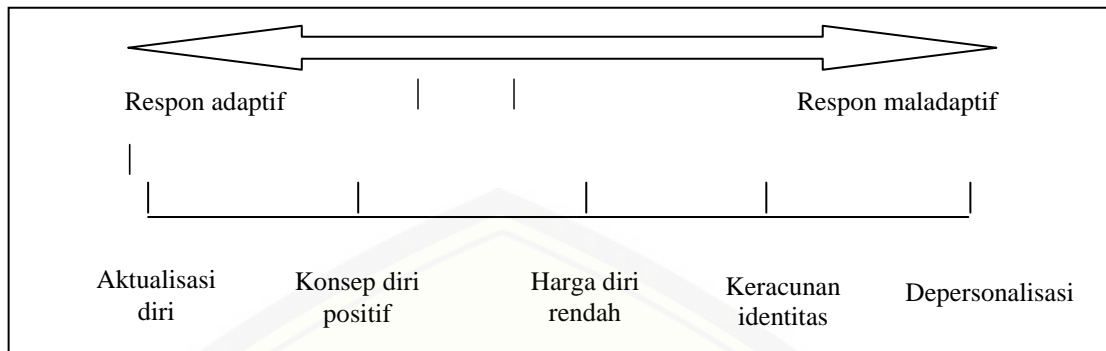 Respon adaptif
Respon maladaptif
Aktualisasi
diri
Konsep diri
positif
Harga diri
rendah
Keracunan
identitas
Depersonalisasi